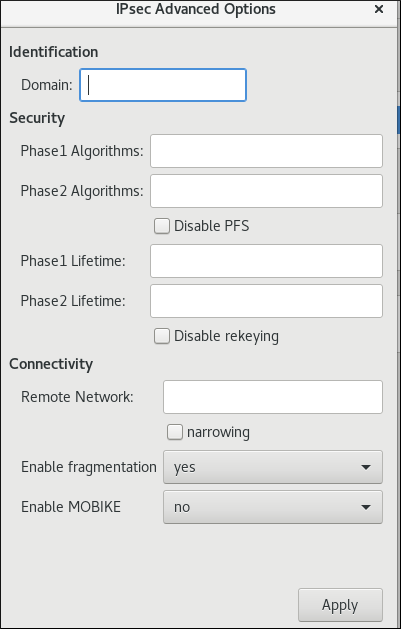 IPsec Advanced Options
Identification
Domain:
Security
Phase1 Algorithms:
Phase2 Algorithms:
Disable PFS
Phase1 Lifetime:
Phase2 Lifetime:
Disable rekeying
Connectivity
Remote Network:
narrowing
Enable fragmentation yes
Enable MOBIKE no
Apply